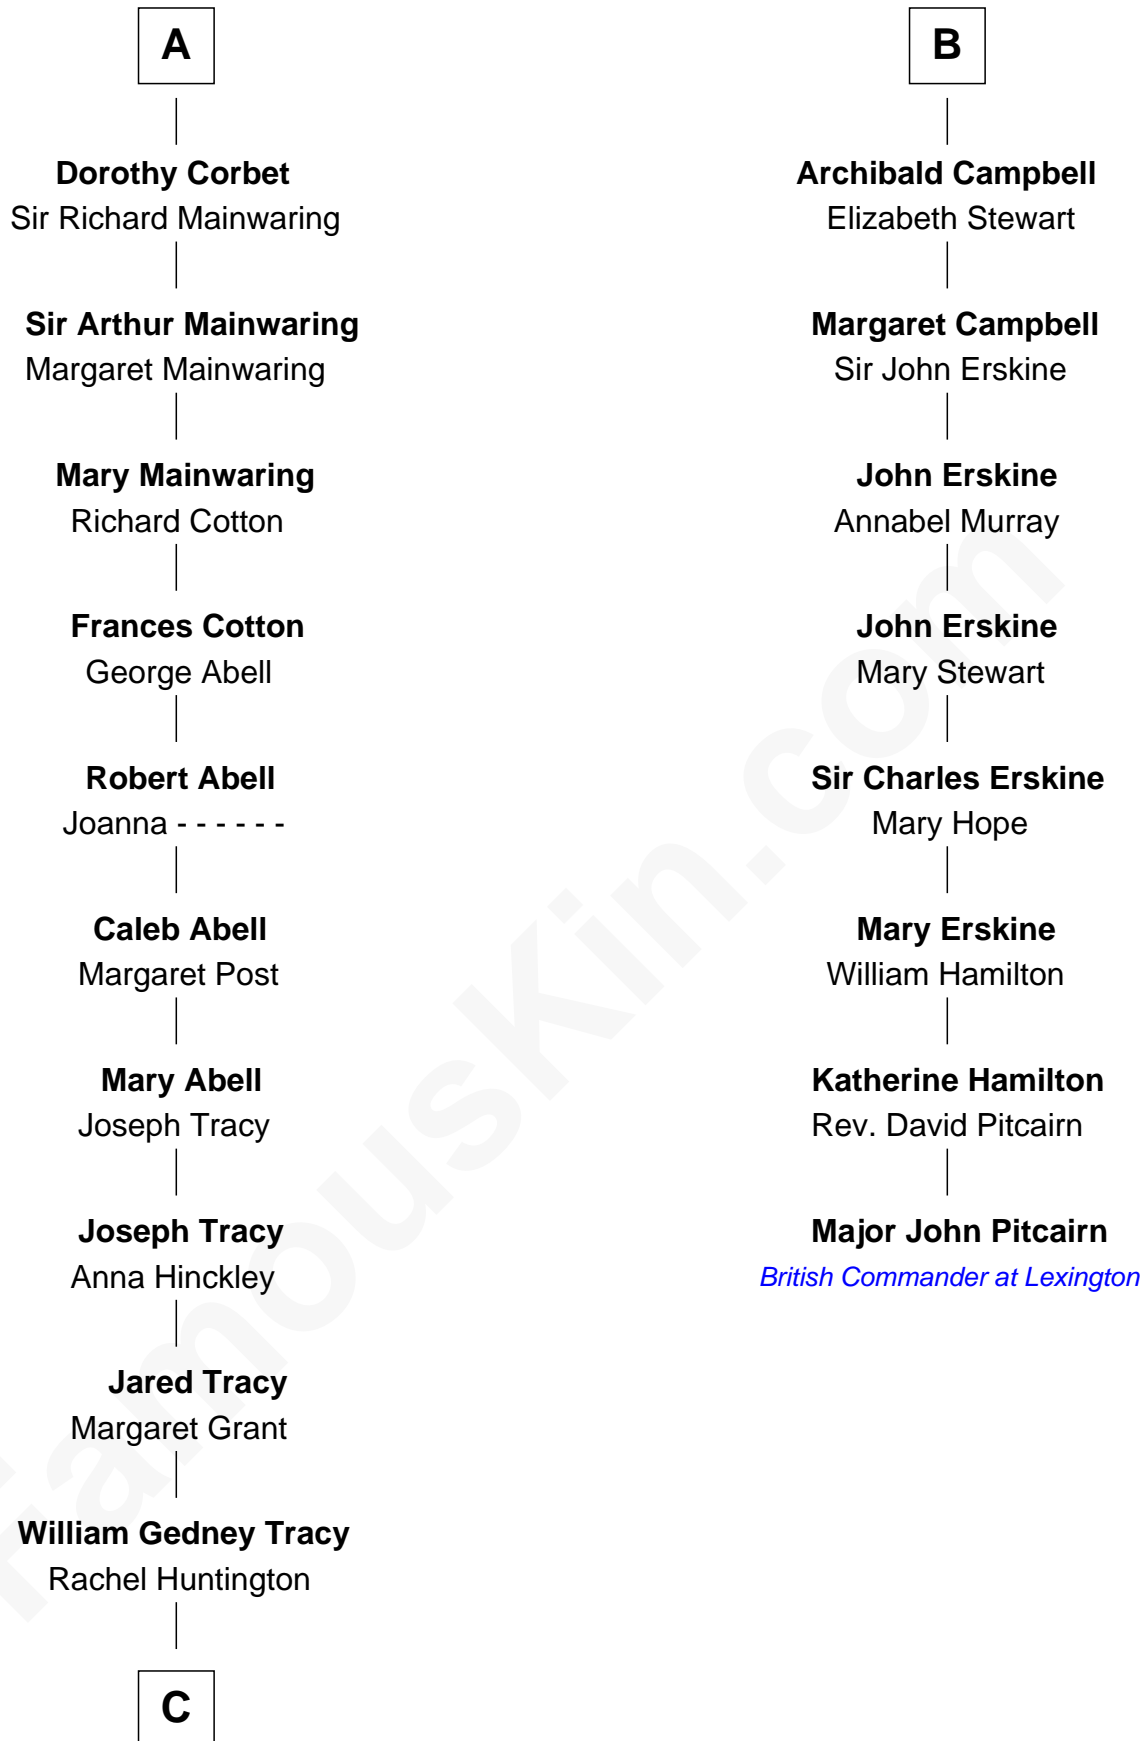 A
Dorothy Corbet
Sir Richard Mainwaring
Sir Arthur Mainwaring
Margaret Mainwaring
Mary Mainwaring
Richard Cotton
Frances Cotton
George Abell
Robert Abell
Joanna - - - - - -
Caleb Abell
Margaret Post
Mary Abell
Joseph Tracy
Joseph Tracy
Anna Hinckley
Jared Tracy
Margaret Grant
William Gedney Tracy
Rachel Huntington
C
B
Archibald Campbell
Elizabeth Stewart
Margaret Campbell
Sir John Erskine
John Erskine
Annabel Murray
John Erskine
Mary Stewart
Sir Charles Erskine
Mary Hope
Mary Erskine
William Hamilton
Katherine Hamilton
Rev. David Pitcairn
Major John Pitcairn
British Commander at Lexington
FamousKin.com